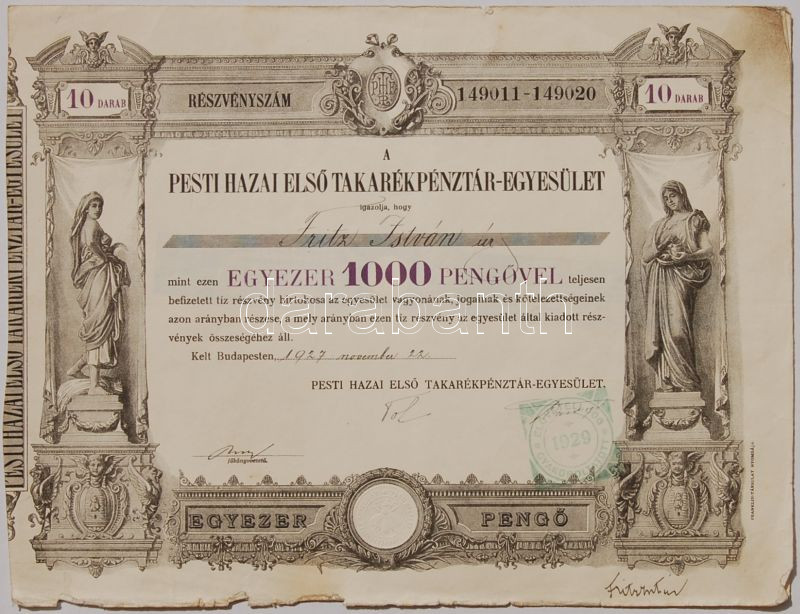 10 DARAB
RÉSZVÉNYSZÁM
149011-149020
10 DARAB
A
PESTI HAZAI ELSŐ TAKARÉKPÉNZTÁR-EGYESÜLET
igazolja, hogy
Fritz István úr
mint ezen EGYEZER 1000 PENGŐVEL teljesen
befizetett tíz részvény birtokosa az egyesület vagyonának, jogainak és kötelezettségeinek
azon arányban részese, a mely arányban ezen tíz részvény az egyesület által kiadott rész-
vények összeségéhez áll.
Kelt Budapesten, 1927 november 22.
PESTI HAZAI ELSŐ TAKARÉKPÉNZTÁR-EGYESÜLET.
főkönyvvezető.
1929
EGYEZER
PENGŐ
PESTI HAZAI ELSŐ TAKARÉKPÉNZTÁR-EGYESÜLET
darabanth